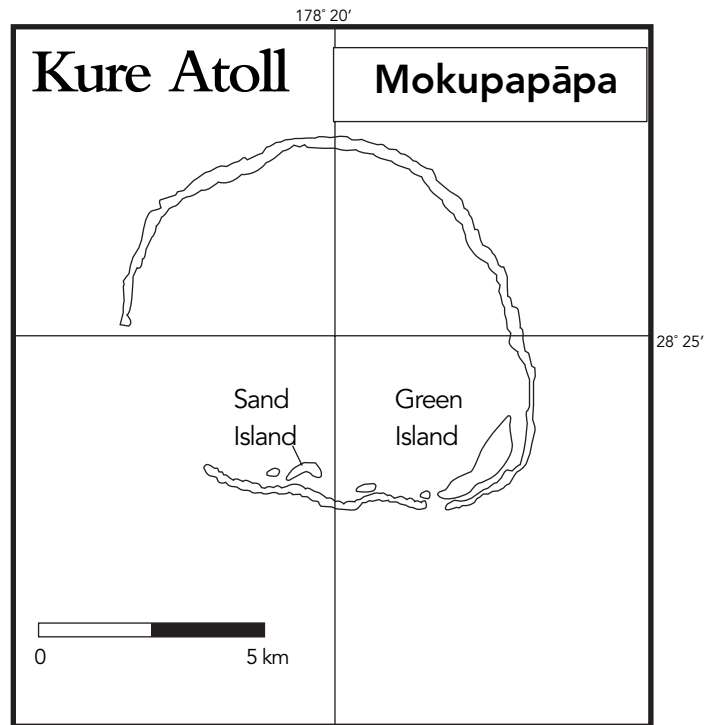 178° 20′
Kure Atoll
Mokupapāpa
28° 25′
Sand
Island
Green
Island
0
5 km